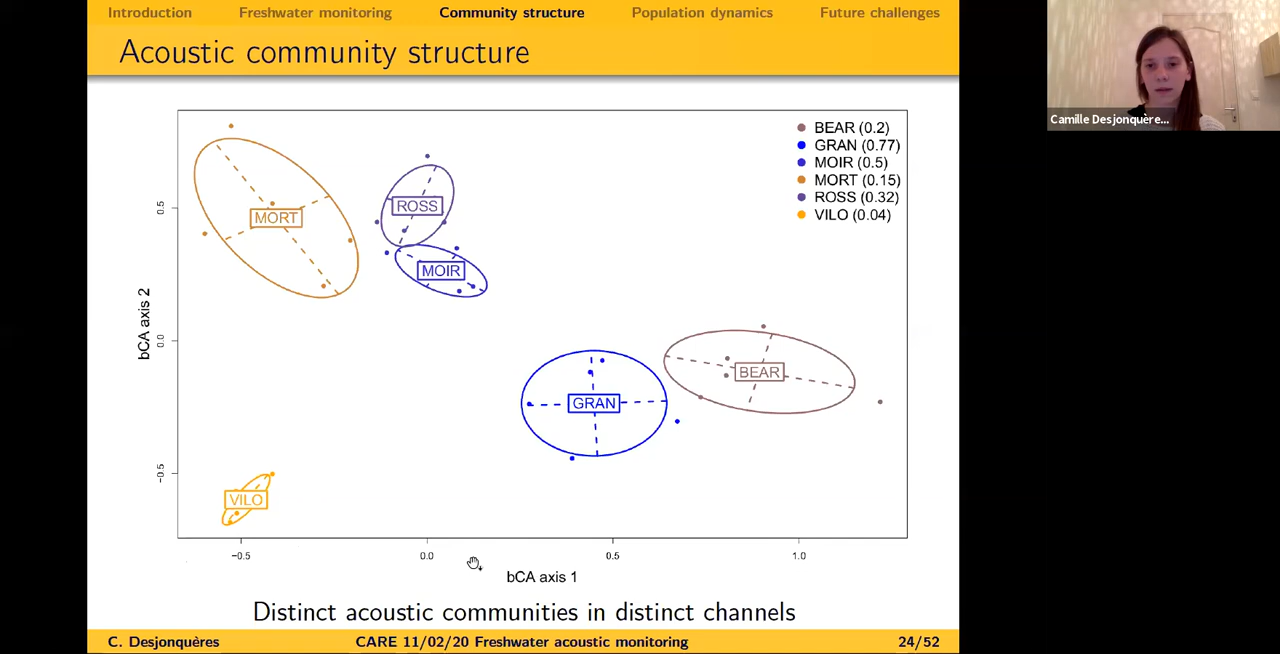 Introduction Freshwater monitoring Community structure Population dynamics Future challenges
Acoustic community structure
Camille Desjonquère...
BEAR (0.2)
GRAN (0.77)
MOIR (0.5)
MORT (0.15)
ROSS (0.32)
VILO (0.04)
MORT
ROSS
MOIR
BEAR
GRAN
VILO
bCA axis 2
0.5
0.0
−0.5
−0.5 0.0 0.5 1.0
bCA axis 1
Distinct acoustic communities in distinct channels
C. Desjonquères CARE 11/02/20 Freshwater acoustic monitoring 24/52